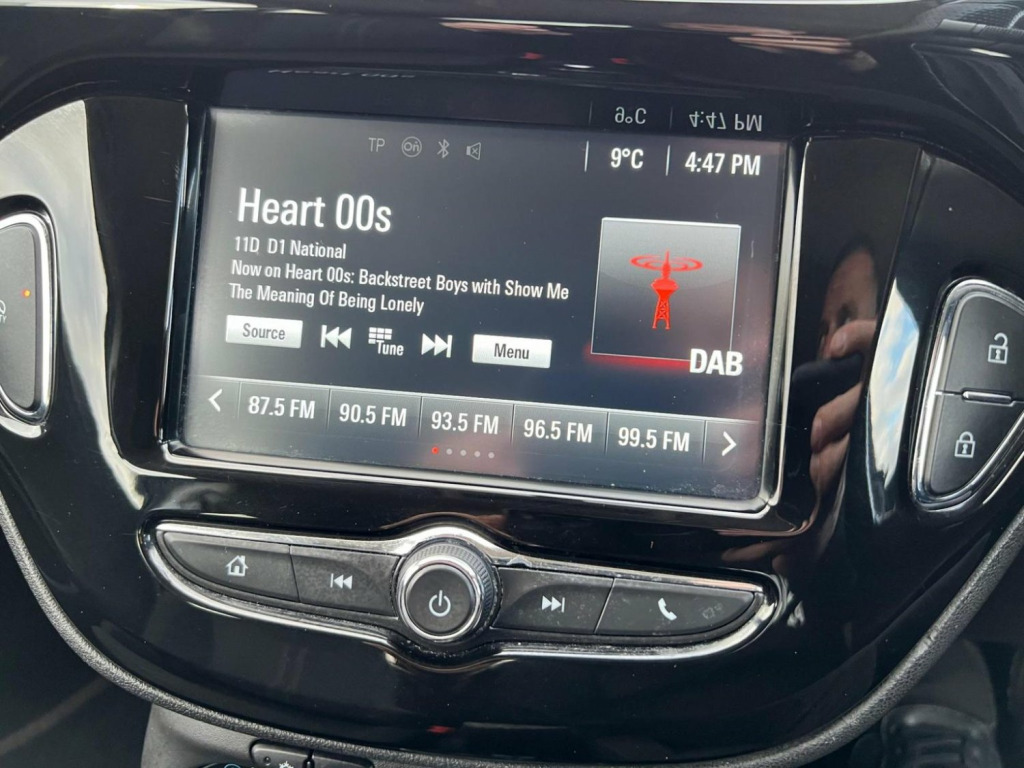 TP On
9°C 4:47 PM
Heart 00s
11D D1 National
Now on Heart 00s: Backstreet Boys with Show Me
The Meaning Of Being Lonely
Source Tune Menu
DAB
87.5 FM 90.5 FM 93.5 FM 96.5 FM 99.5 FM